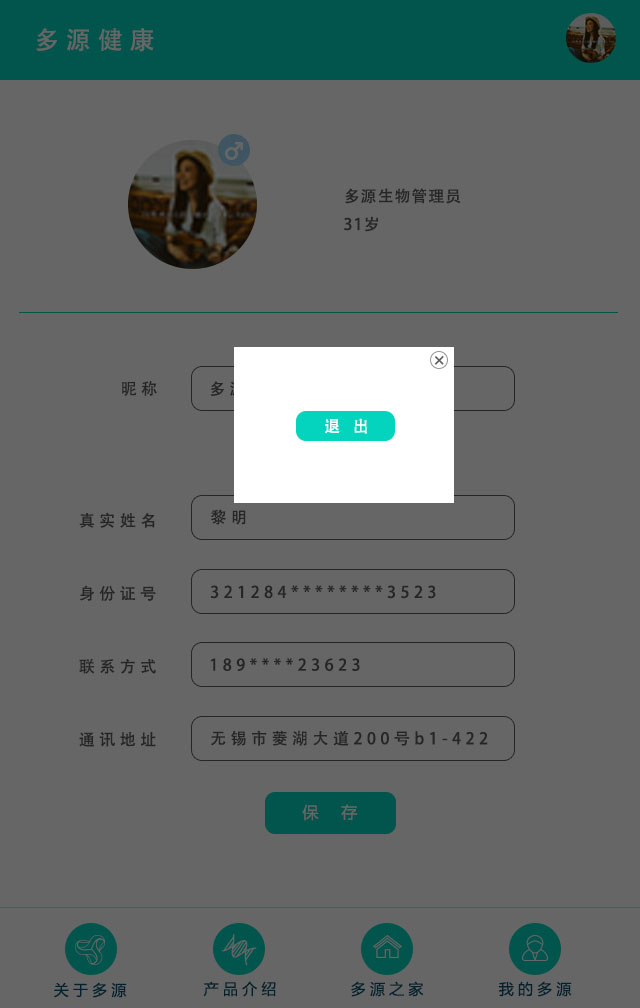 多源健康
多源生物管理员
31岁
昵称 多
退出
真实姓名 黎明
身份证号 321284********3523
联系方式 189****23623
通讯地址 无锡市菱湖大道200号b1-422
保存
关于多源 产品介绍 多源之家 我的多源